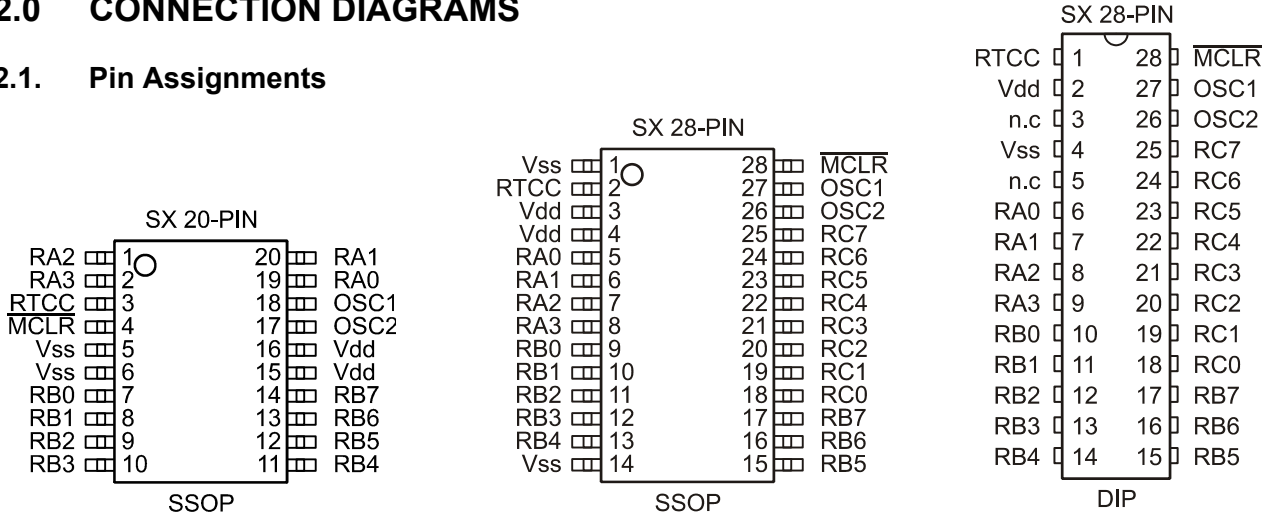 2.0 CONNECTION DIAGRAMS
2.1. Pin Assignments
SX 20-PIN
RA2 1 20 RA1
RA3 2 19 RA0
RTCC 3 18 OSC1
MCLR 4 17 OSC2
Vss 5 16 Vdd
Vss 6 15 Vdd
RB0 7 14 RB7
RB1 8 13 RB6
RB2 9 12 RB5
RB3 10 11 RB4
SSOP
SX 28-PIN
Vss 1 28 MCLR
RTCC 2 27 OSC1
Vdd 3 26 OSC2
Vdd 4 25 RC7
RA0 5 24 RC6
RA1 6 23 RC5
RA2 7 22 RC4
RA3 8 21 RC3
RB0 9 20 RC2
RB1 10 19 RC1
RB2 11 18 RC0
RB3 12 17 RB7
RB4 13 16 RB6
Vss 14 15 RB5
SSOP
SX 28-PIN
RTCC 1 28 MCLR
Vdd 2 27 OSC1
n.c 3 26 OSC2
Vss 4 25 RC7
n.c 5 24 RC6
RA0 6 23 RC5
RA1 7 22 RC4
RA2 8 21 RC3
RA3 9 20 RC2
RB0 10 19 RC1
RB1 11 18 RC0
RB2 12 17 RB7
RB3 13 16 RB6
RB4 14 15 RB5
DIP